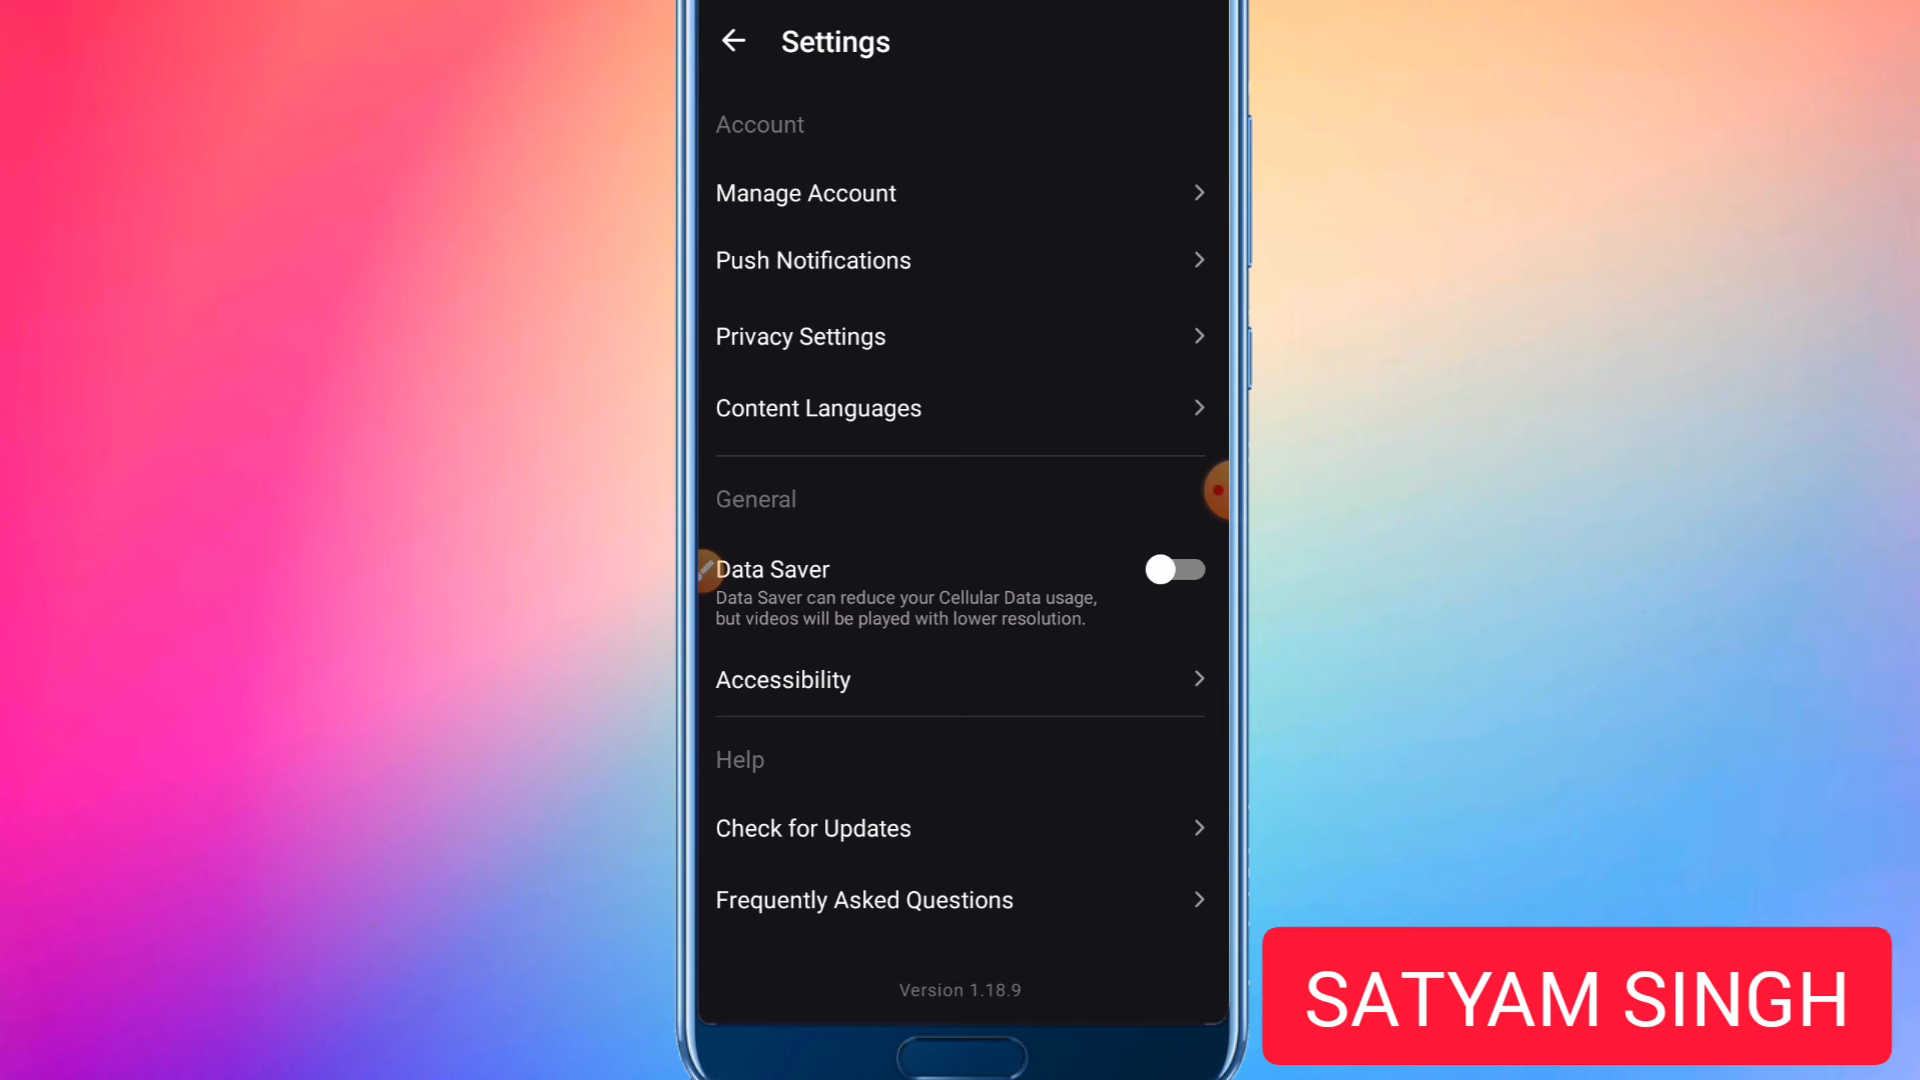 Settings
Account
Manage Account
Push Notifications
Privacy Settings
Content Languages
General
Data Saver
Data Saver can reduce your Cellular Data usage,
but videos will be played with lower resolution.
Accessibility
Help
Check for Updates
Frequently Asked Questions
Version 1.18.9
SATYAM SINGH